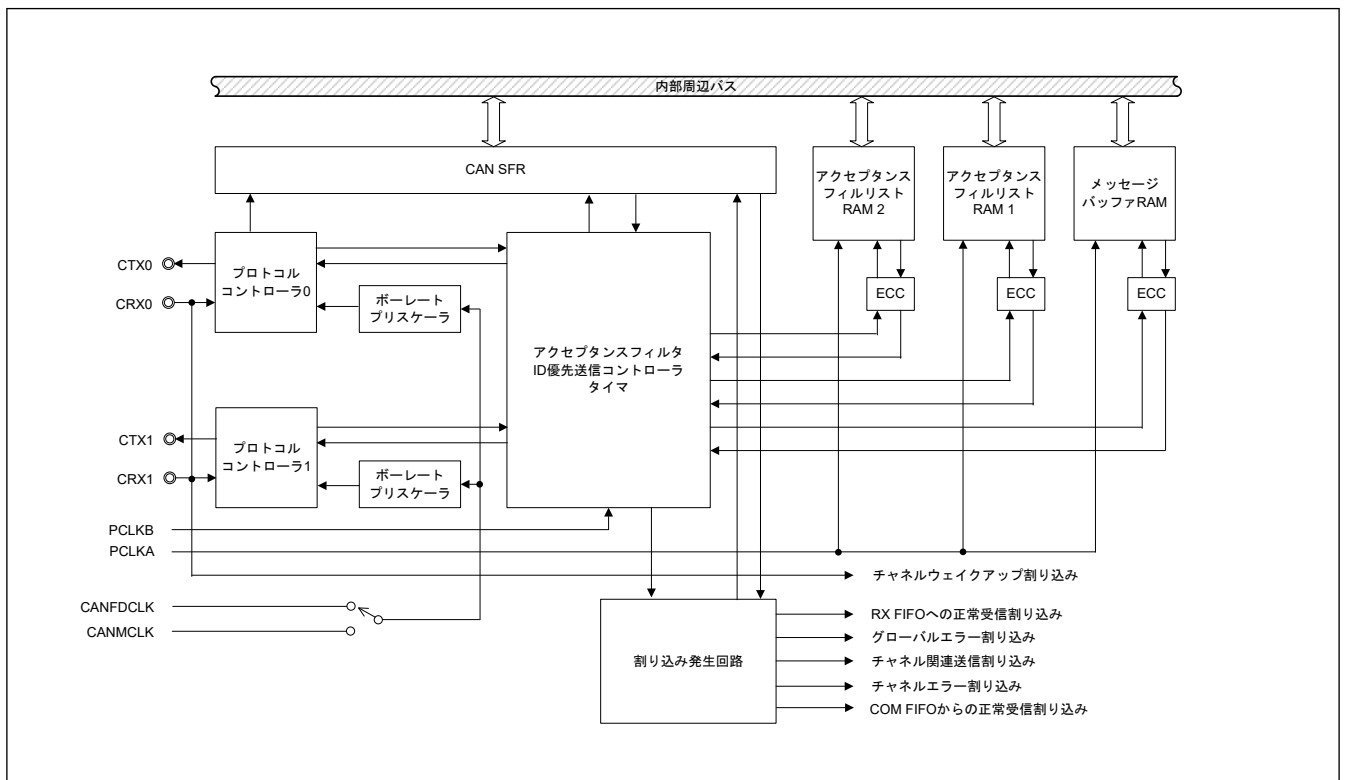 内部周辺バス
CAN SFR
アクセプタンス
フィルリスト
RAM 2
アクセプタンス
フィルリスト
RAM 1
メッセージ
バッファRAM
CTX0
CRX0
プロトコル
コントローラ0
ボーレート
プリスケーラ
ECC
ECC
ECC
アクセプタンスフィルタ
ID優先送信コントローラ
タイマ
CTX1
CRX1
プロトコル
コントローラ1
ボーレート
プリスケーラ
PCLKB
PCLKA
チャネルウェイクアップ割り込み
CANFDCLK
CANMCLK
割り込み発生回路
RX FIFOへの正常受信割り込み
グローバルエラー割り込み
チャネル関連送信割り込み
チャネルエラー割り込み
COM FIFOからの正常受信割り込み